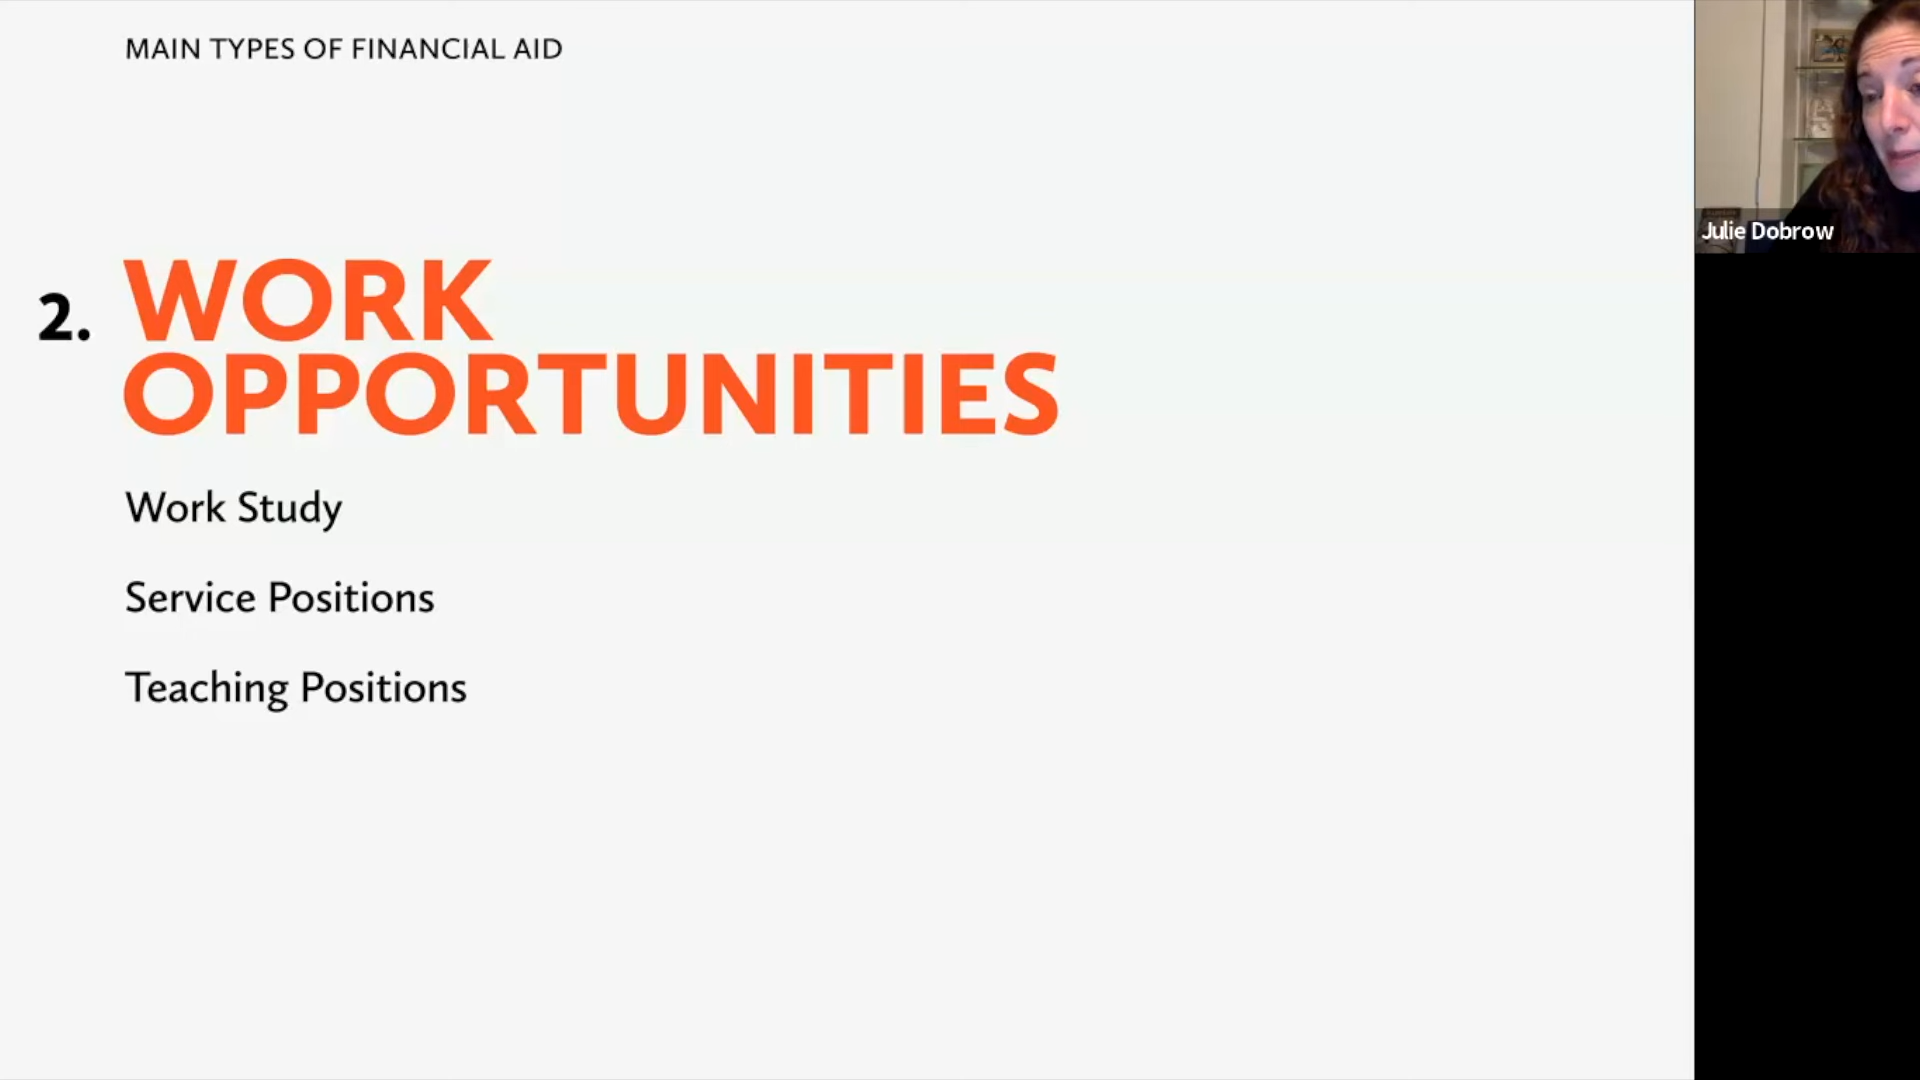 MAIN TYPES OF FINANCIAL AID
2. WORK
OPPORTUNITIES
Work Study
Service Positions
Teaching Positions
Julie Dobrow